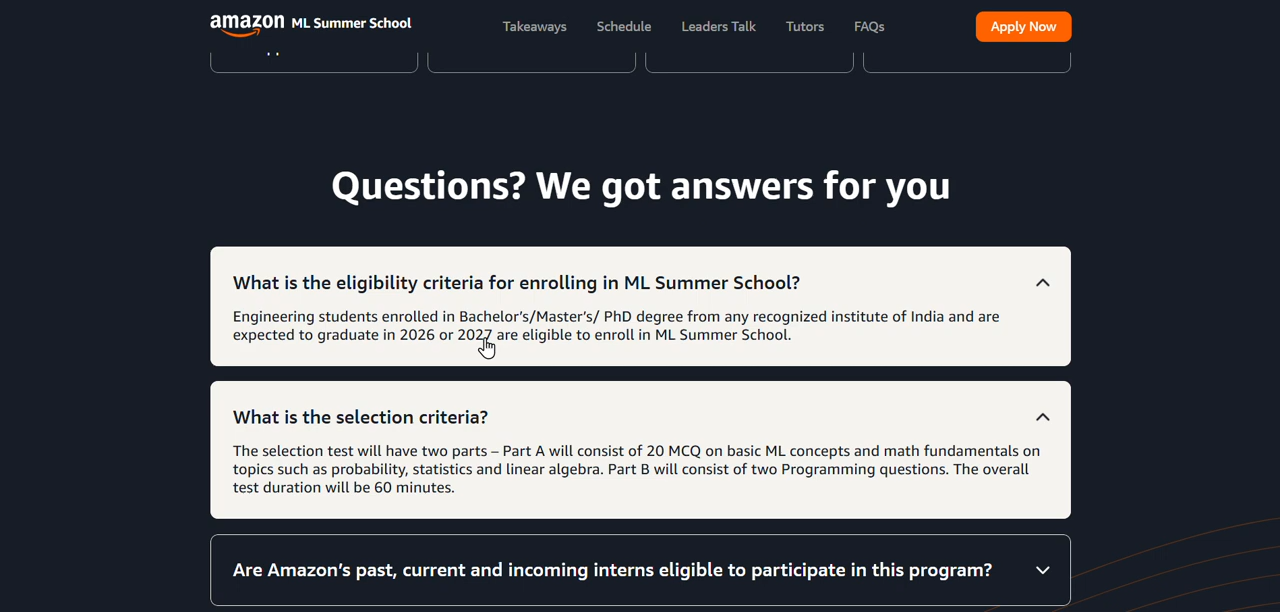 amazon ML Summer School
Takeaways
Schedule
Leaders Talk
Tutors
FAQs
Apply Now
Questions? We got answers for you
What is the eligibility criteria for enrolling in ML Summer School?
Engineering students enrolled in Bachelor’s/Master’s/ PhD degree from any recognized institute of India and are
expected to graduate in 2026 or 2027 are eligible to enroll in ML Summer School.
What is the selection criteria?
The selection test will have two parts – Part A will consist of 20 MCQ on basic ML concepts and math fundamentals on
topics such as probability, statistics and linear algebra. Part B will consist of two Programming questions. The overall
test duration will be 60 minutes.
Are Amazon’s past, current and incoming interns eligible to participate in this program?